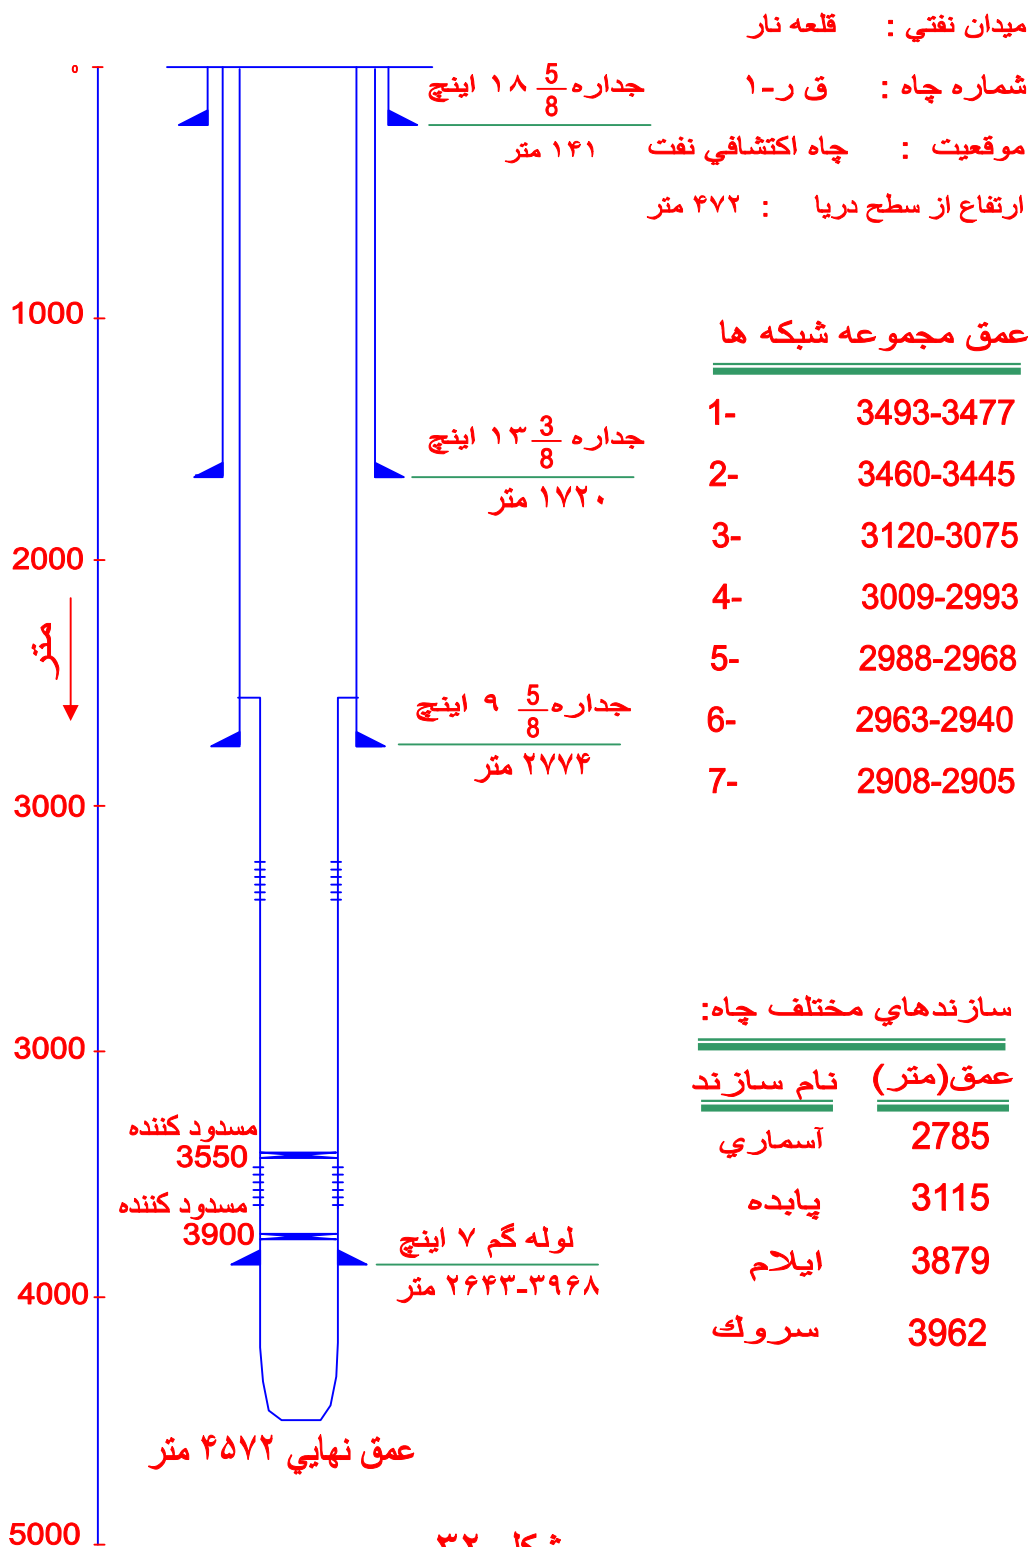 ميدان نفتي : قلعه نار
شماره چاه : ق ر-۱
موقعيت : چاه اكتشافي نفت
ارتفاع از سطح دريا : ۴۷۲ متر
0
1000
2000
متر
3000
3000
4000
5000
جداره 5/8 ۱۸ اينچ
۱۴۱ متر
جداره 3/8 ۱۳ اينچ
۱۷۲۰ متر
جداره 5/8 ۹ اينچ
۲۷۷۴ متر
مسدود كننده
3550
مسدود كننده
3900
لوله گم ۷ اينچ
۲۶۴۳-۳۹۶۸ متر
عمق نهايي ۴۵۷۲ متر
عمق مجموعه شبكه ها
1- 3493-3477
2- 3460-3445
3- 3120-3075
4- 3009-2993
5- 2988-2968
6- 2963-2940
7- 2908-2905
سازندهاي مختلف چاه:
عمق(متر) نام سازند
2785 آسماري
3115 پابده
3879 ايلام
3962 سروك
شكل ۳۲